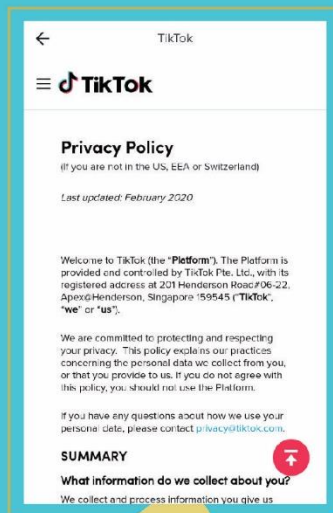 TikTok
TikTok
Privacy Policy
(If you are not in the US, EEA or Switzerland)
Last updated: February 2020
Welcome to TikTok (the "Platform"). The Platform is
provided and controlled by TikTok Pte. Ltd., with its
registered address at 201 Henderson Road#06-22,
Apex@Henderson, Singapore 159545 ("TikTok",
"we" or "us").
We are committed to protecting and respecting
your privacy. This policy explains our practices
concerning the personal data we collect from you,
or that you provide to us. If you do not agree with
this policy, you should not use the Platform.
If you have any questions about how we use your
personal data, please contact privacy@tiktok.com.
SUMMARY
What information do we collect about you?
We collect and process information you give us